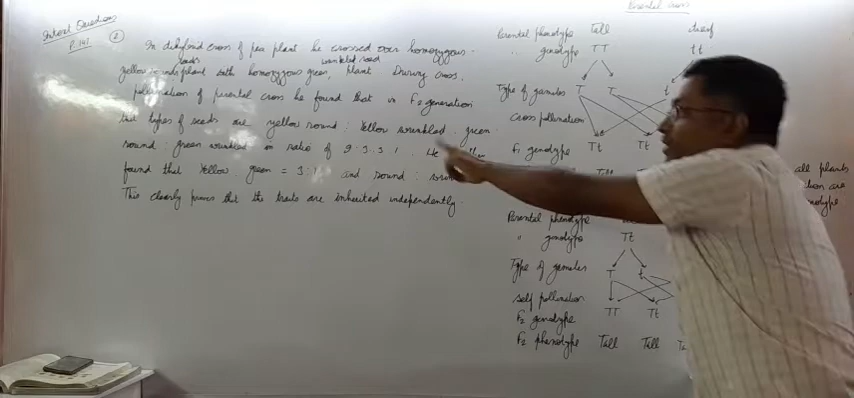 Intext Questions
P. 141
②
In dihybrid cross of pea plant he crossed over homozygous
seeds wrinkled seed
yellow rounds plant with homozygous green, plant During cross.
pollination of parental cross he found that in F2 generation
that types of seeds are yellow round : Yellow wrinkled . green
round : green wrinkled in ratio of 9:3:3:1.
found that Yellow, green = 3:1 and round :
This clearly proves that the traits are inherited independently.
Parental Cross
Parental phenotype Tall dwarf
" genotype TT tt
Type of gametes T T t
Cross pollination
F1 genotype Tt Tt
all plants
are
Parental phenotype
" genotype Tt
Type of gametes T t
self pollination
F2 genotype TT Tt
F2 phenotype Tall Tall